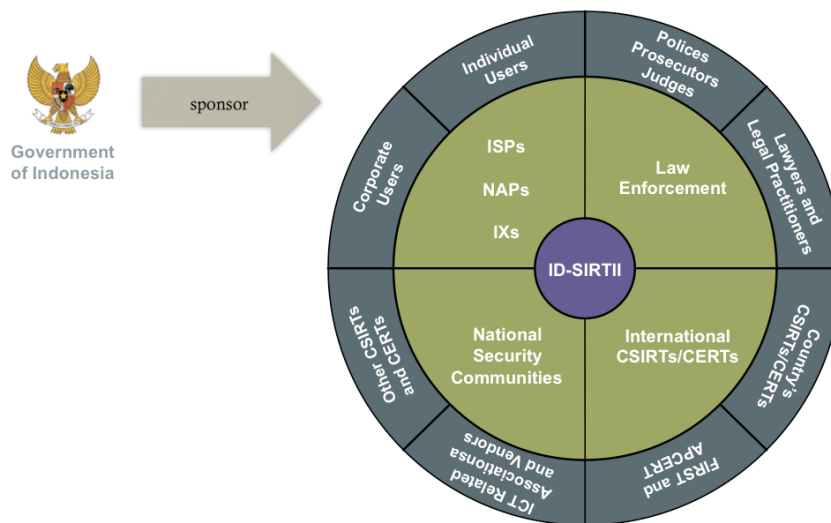 Government
of Indonesia
sponsor
Individual
Users
Polices
Prosecutors
Judges
Corporate
Users
Lawyers and
Legal Practitioners
ISPs
NAPs
IXs
Law
Enforcement
ID-SIRTII
National
Security
Communities
International
CSIRTs/CERTs
Other CSIRTs
and CERTs
Country's
CSIRTs/CERTs
ICT Related
Associationsa
and Vendors
FIRST and
APCERT